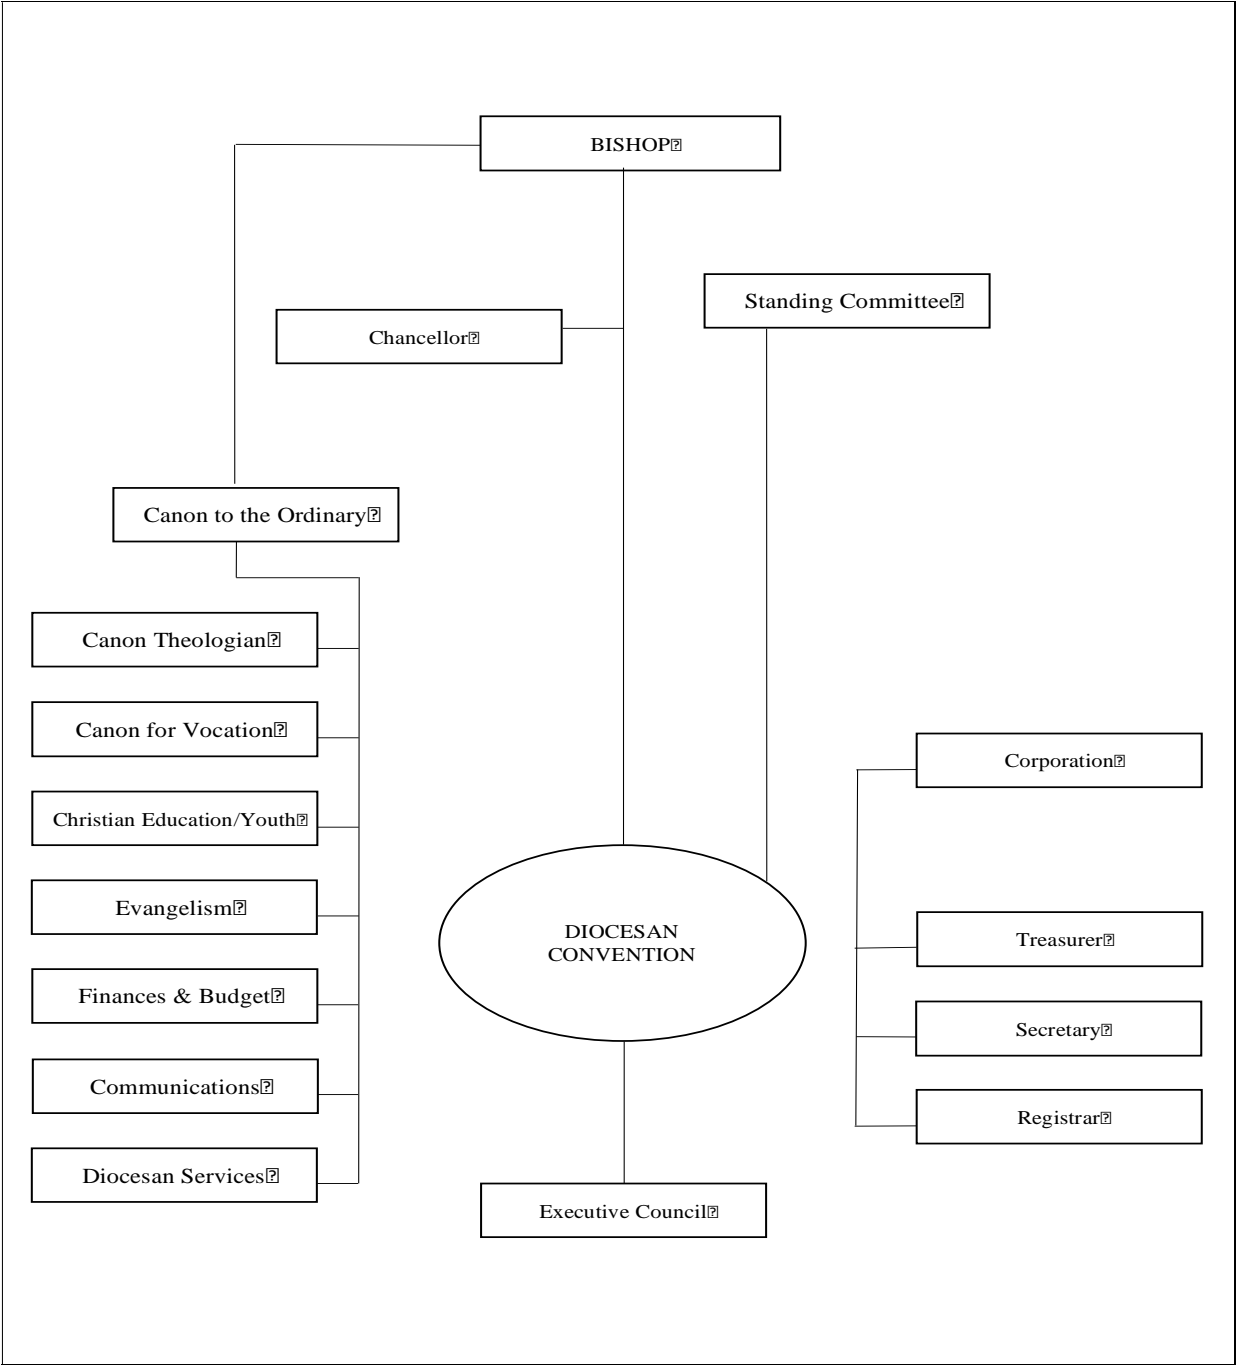 BISHOP
Standing Committee
Chancellor
Canon to the Ordinary
Canon Theologian
Canon for Vocation
Christian Education/Youth
Evangelism
Finances & Budget
Communications
Diocesan Services
DIOCESAN
CONVENTION
Executive Council
Corporation
Treasurer
Secretary
Registrar